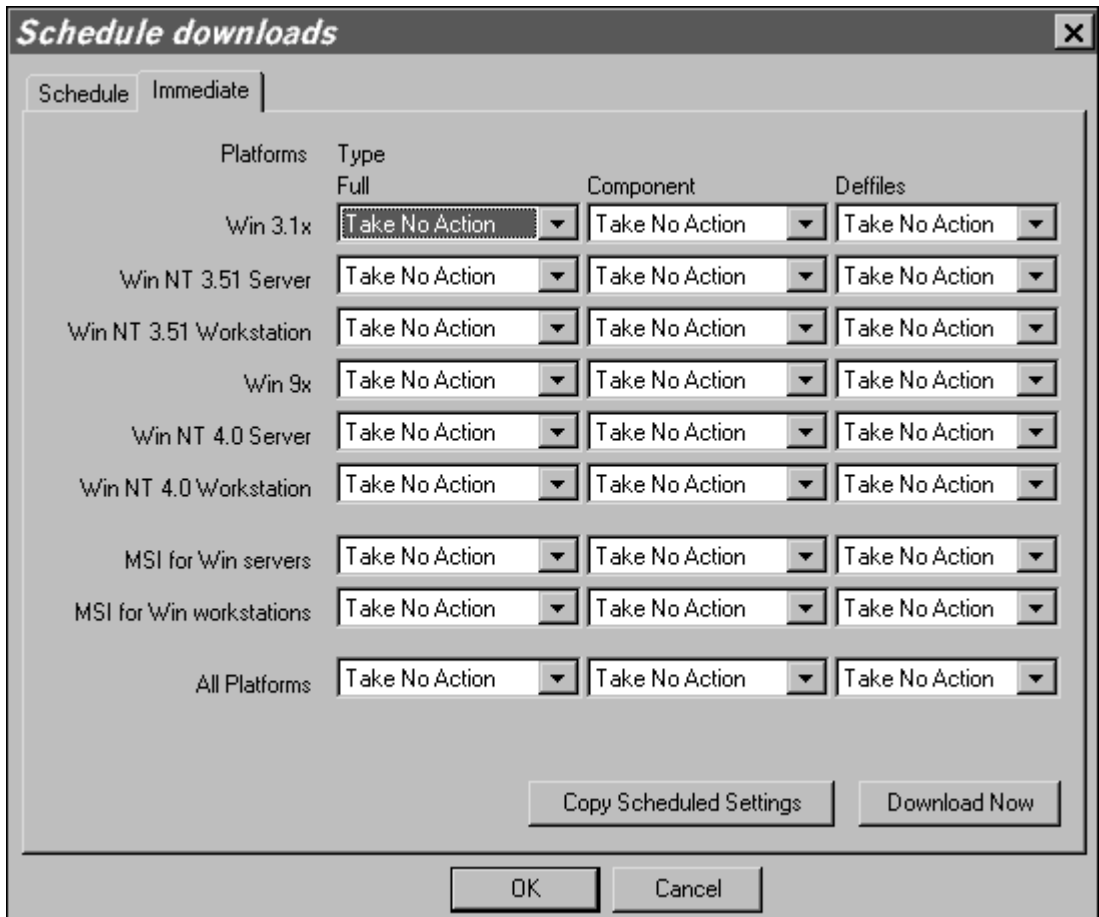 Schedule downloads
Schedule Immediate
Platforms Type
Full Component Deffiles
Win 3.1x Take No Action Take No Action Take No Action
Win NT 3.51 Server Take No Action Take No Action Take No Action
Win NT 3.51 Workstation Take No Action Take No Action Take No Action
Win 9x Take No Action Take No Action Take No Action
Win NT 4.0 Server Take No Action Take No Action Take No Action
Win NT 4.0 Workstation Take No Action Take No Action Take No Action
MSI for Win servers Take No Action Take No Action Take No Action
MSI for Win workstations Take No Action Take No Action Take No Action
All Platforms Take No Action Take No Action Take No Action
Copy Scheduled Settings Download Now
OK Cancel